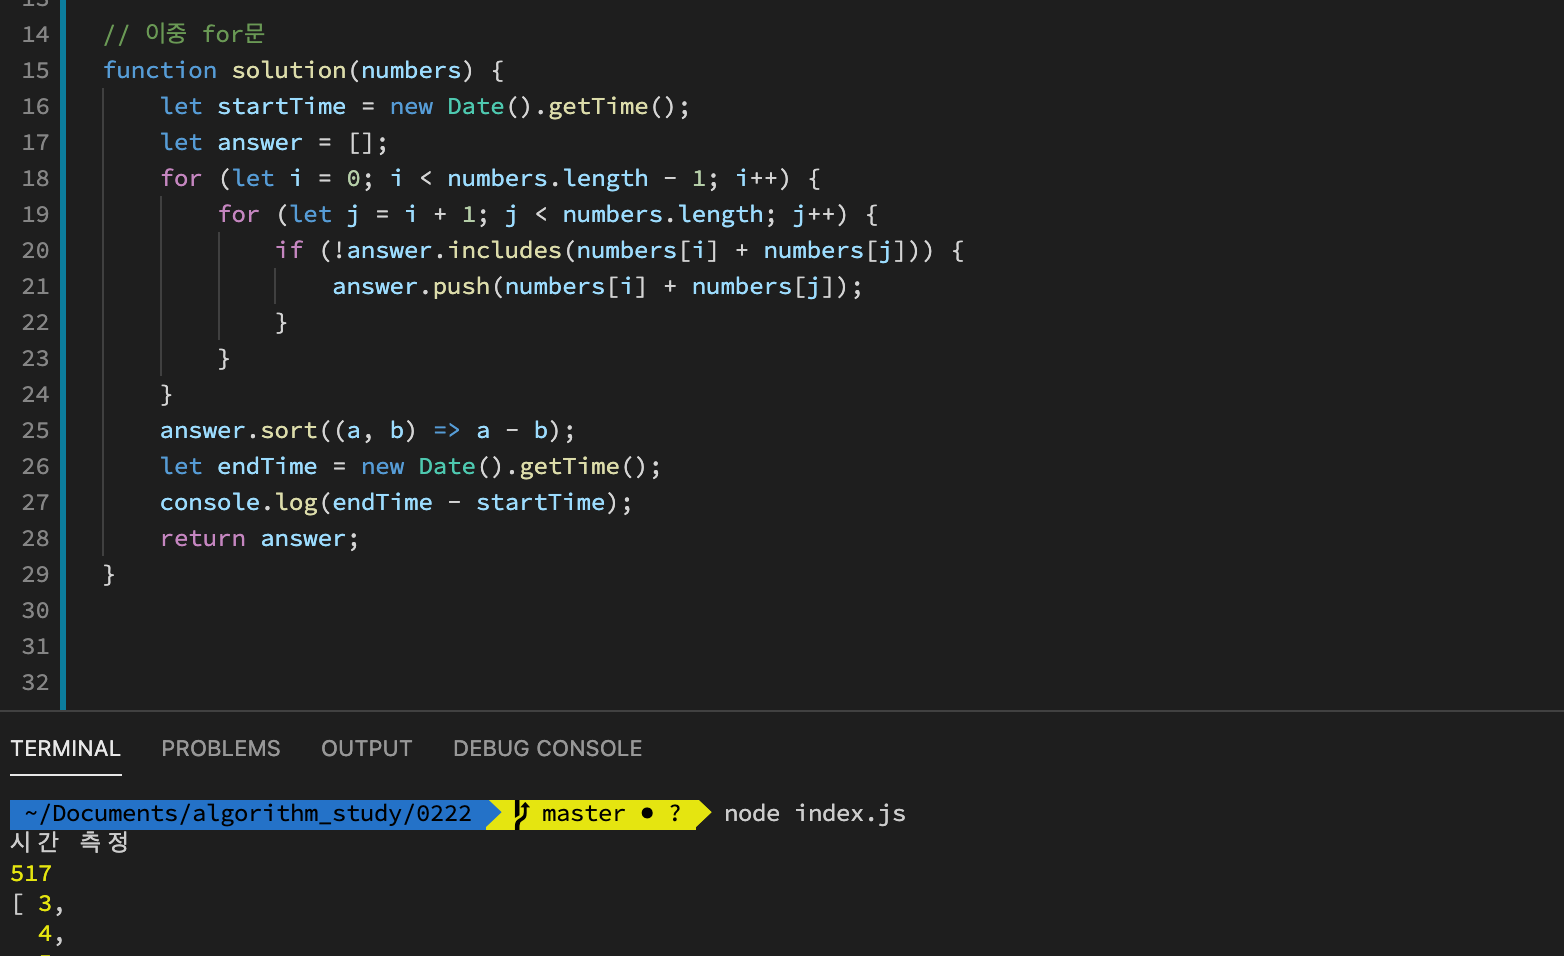 14 // 이중 for문
15 function solution(numbers) {
16     let startTime = new Date().getTime();
17     let answer = [];
18     for (let i = 0; i < numbers.length - 1; i++) {
19         for (let j = i + 1; j < numbers.length; j++) {
20             if (!answer.includes(numbers[i] + numbers[j])) {
21                 answer.push(numbers[i] + numbers[j]);
22             }
23         }
24     }
25     answer.sort((a, b) => a - b);
26     let endTime = new Date().getTime();
27     console.log(endTime - startTime);
28     return answer;
29 }
30
31
32
TERMINAL PROBLEMS OUTPUT DEBUG CONSOLE
~/Documents/algorithm_study/0222 master ● ? node index.js
시간 측정
517
[ 3,
  4,